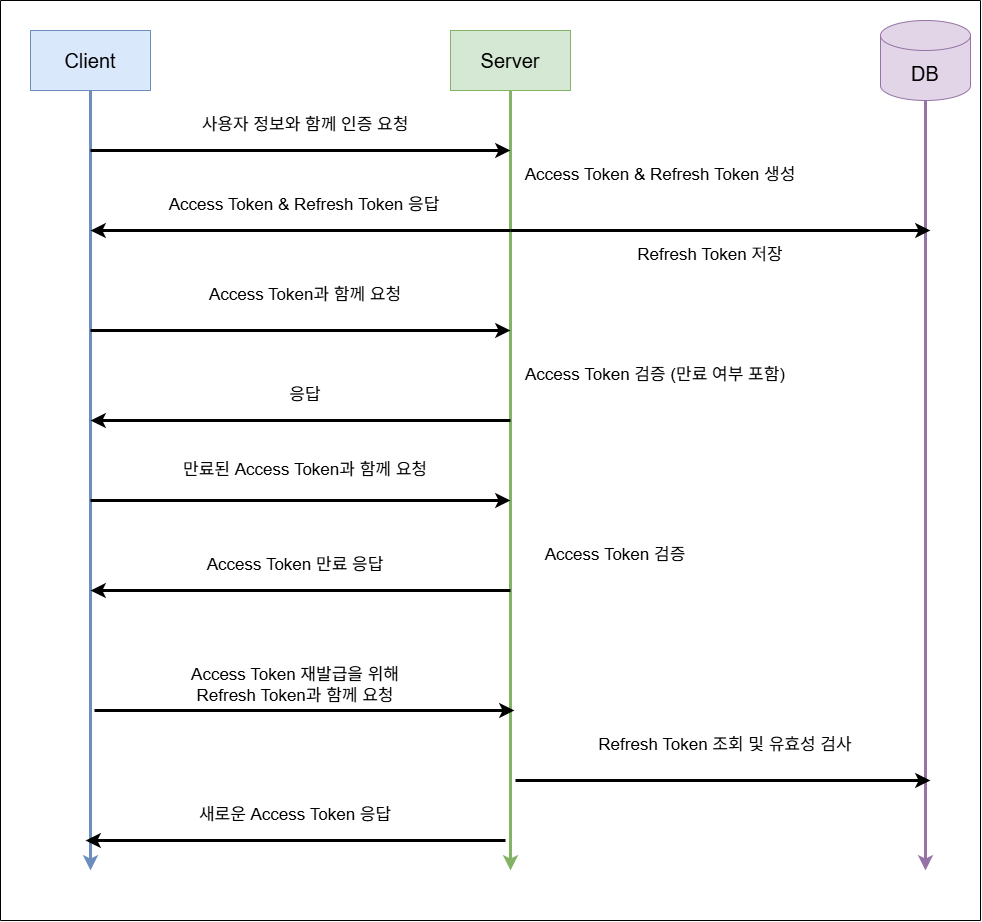 Client
Server
DB
사용자 정보와 함께 인증 요청
Access Token & Refresh Token 생성
Access Token & Refresh Token 응답
Refresh Token 저장
Access Token과 함께 요청
Access Token 검증 (만료 여부 포함)
응답
만료된 Access Token과 함께 요청
Access Token 검증
Access Token 만료 응답
Access Token 재발급을 위해
Refresh Token과 함께 요청
Refresh Token 조회 및 유효성 검사
새로운 Access Token 응답